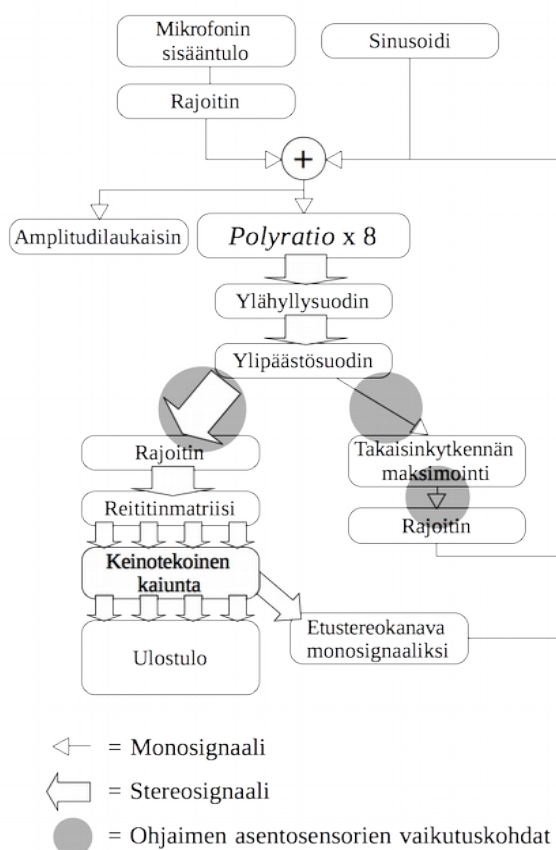 Mikrofonin
sisääntulo
Sinusoidi
Rajoitin
+
Amplitudilaukaisin
Polyratio x 8
Ylähyllysuodin
Ylipäästösuodin
Rajoitin
Takaisinkytkennän
maksimointi
Reititinmatriisi
Rajoitin
Keinotekoinen
kaiunta
Etustereokanava
monosignaaliksi
Ulostulo
= Monosignaali
= Stereosignaali
= Ohjaimen asentosensorien vaikutuskohdat